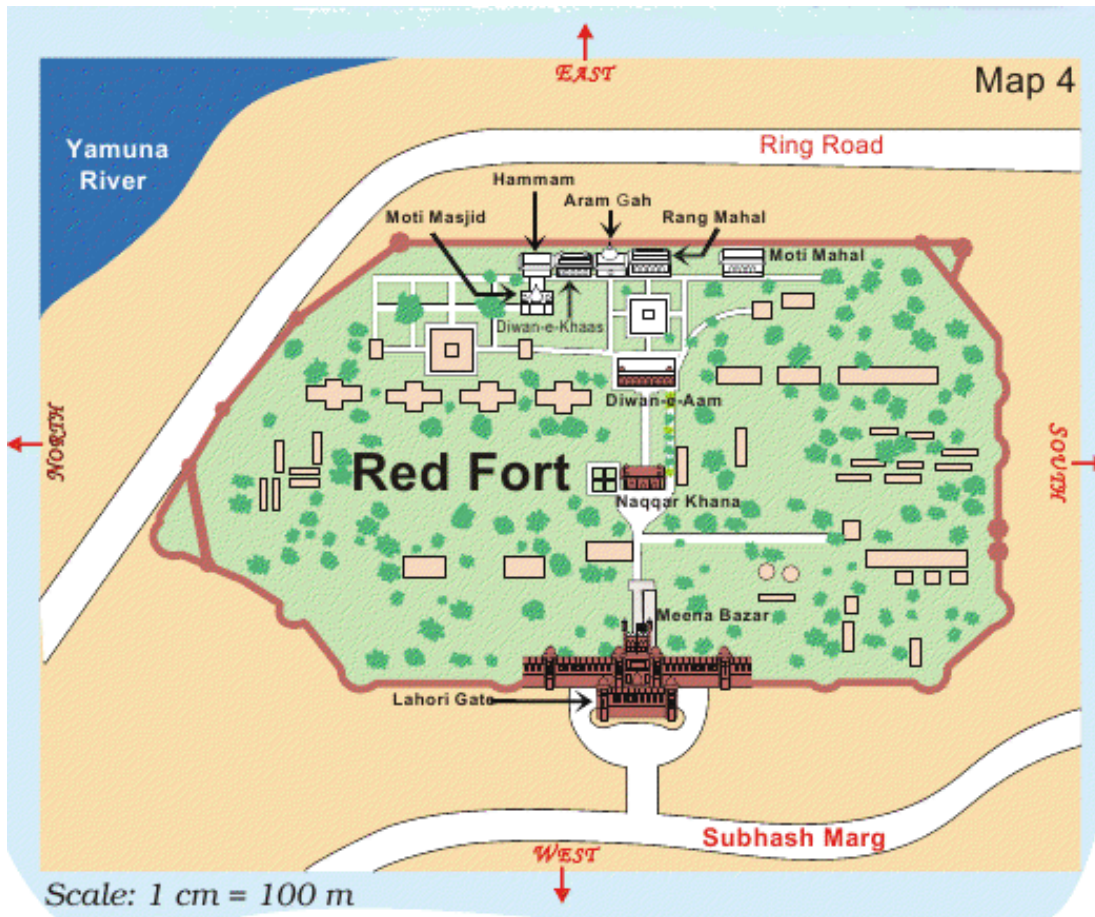 EAST
Map 4
Ring Road
Yamuna
River
Hammam
Aram Gah
Moti Masjid
Rang Mahal
Moti Mahal
Diwan-e-Khaas
Diwan-e-Aam
NORTH
SOUTH
Red Fort
Naqqar Khana
Meena Bazar
Lahori Gate
Subhash Marg
WEST
Scale: 1 cm = 100 m